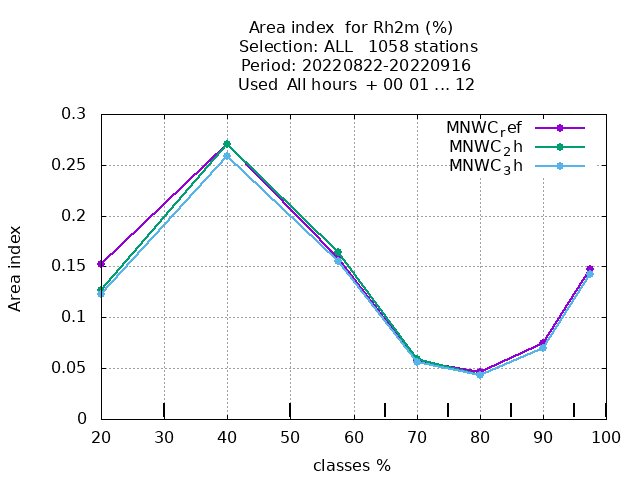 Area index for Rh2m (%)
Selection: ALL 1058 stations
Period: 20220822-20220916
Used All hours + 00 01 ... 12
0.3
0.25
0.2
0.15
0.1
0.05
0
MNWC_ref
MNWC_2h
MNWC_3h
Area index
20 30 40 50 60 70 80 90 100
classes %